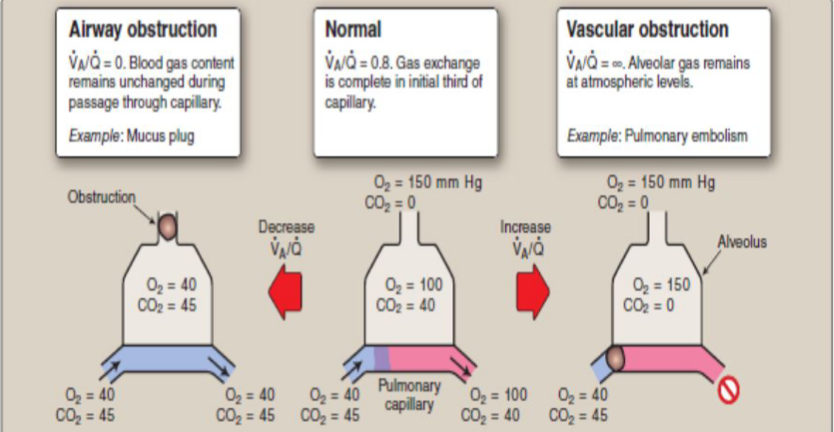 Airway obstruction
V̇A/Q̇ = 0. Blood gas content
remains unchanged during
passage through capillary.
Example: Mucus plug
Normal
V̇A/Q̇ = 0.8. Gas exchange
is complete in initial third of
capillary.
Vascular obstruction
V̇A/Q̇ = ∞. Alveolar gas remains
at atmospheric levels.
Example: Pulmonary embolism
Obstruction
O₂ = 40
CO₂ = 45
O₂ = 40
CO₂ = 45
O₂ = 40
CO₂ = 45
Decrease
V̇A/Q̇
O₂ = 150 mm Hg
CO₂ = 0
O₂ = 100
CO₂ = 40
O₂ = 40
CO₂ = 45
Pulmonary
capillary
O₂ = 100
CO₂ = 40
Increase
V̇A/Q̇
O₂ = 150 mm Hg
CO₂ = 0
Alveolus
O₂ = 150
CO₂ = 0
O₂ = 40
CO₂ = 45